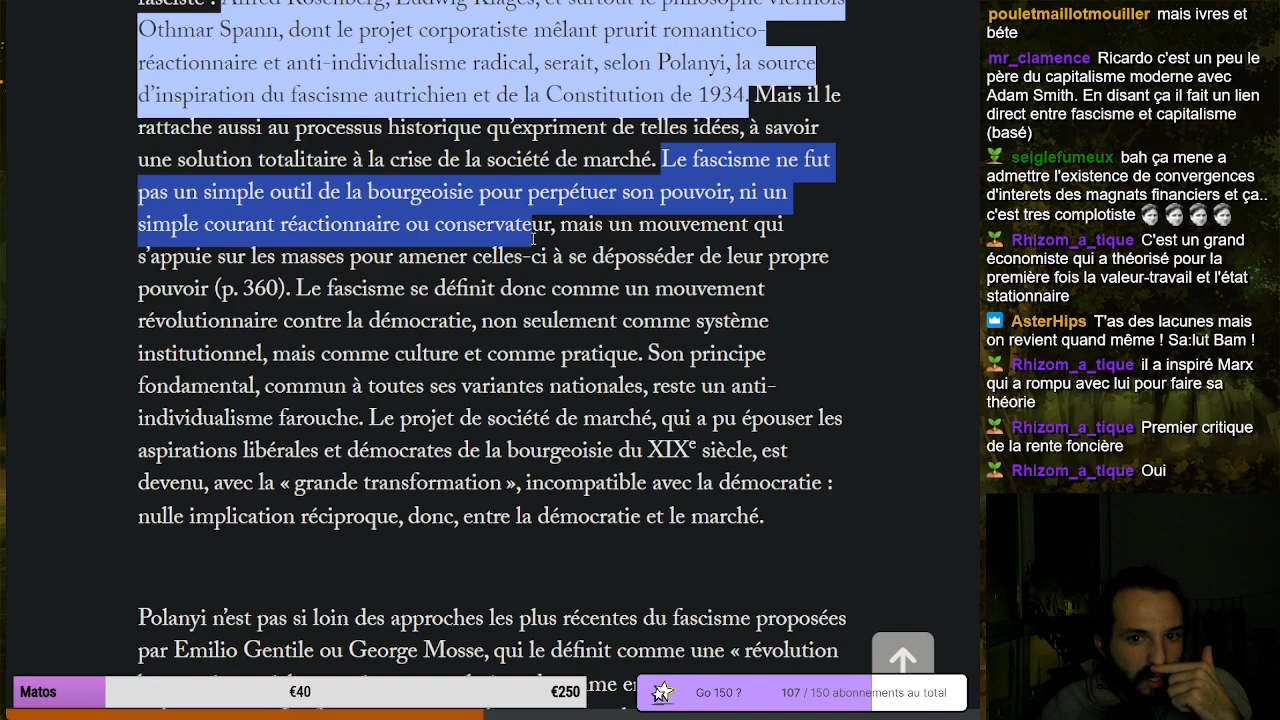 fasciste : Alfred Rosenberg, Ludwig Klages, et surtout le philosophe viennois
Othmar Spann, dont le projet corporatiste mêlant prurit romantico-
réactionnaire et anti-individualisme radical, serait, selon Polanyi, la source
d’inspiration du fascisme autrichien et de la Constitution de 1934. Mais il le
rattache aussi au processus historique qu’expriment de telles idées, à savoir
une solution totalitaire à la crise de la société de marché. Le fascisme ne fut
pas un simple outil de la bourgeoisie pour perpétuer son pouvoir, ni un
simple courant réactionnaire ou conservateur, mais un mouvement qui
s’appuie sur les masses pour amener celles-ci à se déposséder de leur propre
pouvoir (p. 360). Le fascisme se définit donc comme un mouvement
révolutionnaire contre la démocratie, non seulement comme système
institutionnel, mais comme culture et comme pratique. Son principe
fondamental, commun à toutes ses variantes nationales, reste un anti-
individualisme farouche. Le projet de société de marché, qui a pu épouser les
aspirations libérales et démocrates de la bourgeoisie du XIXe siècle, est
devenu, avec la « grande transformation », incompatible avec la démocratie :
nulle implication réciproque, donc, entre la démocratie et le marché.
Polanyi n’est pas si loin des approches les plus récentes du fascisme proposées
par Emilio Gentile ou George Mosse, qui le définit comme une « révolution
Matos
€40
€250
Go 150 ?
107 / 150 abonnements au total
pouletmaillotmouiller mais ivres et
béte
mr_clamence Ricardo c'est un peu le
père du capitalisme moderne avec
Adam Smith. En disant ça il fait un lien
direct entre fascisme et capitalisme
(basé)
seiglefumeux bah ça mene a
admettre l'existence de convergences
d'interets des magnats financiers et ça..
c'est tres complotiste
Rhizom_a_tique C'est un grand
économiste qui a théorisé pour la
première fois la valeur-travail et l'état
stationnaire
AsterHips T'as des lacunes mais
on revient quand même ! Sa:lut Bam !
Rhizom_a_tique il a inspiré Marx
qui a rompu avec lui pour faire sa
théorie
Rhizom_a_tique Premier critique
de la rente foncière
Rhizom_a_tique Oui